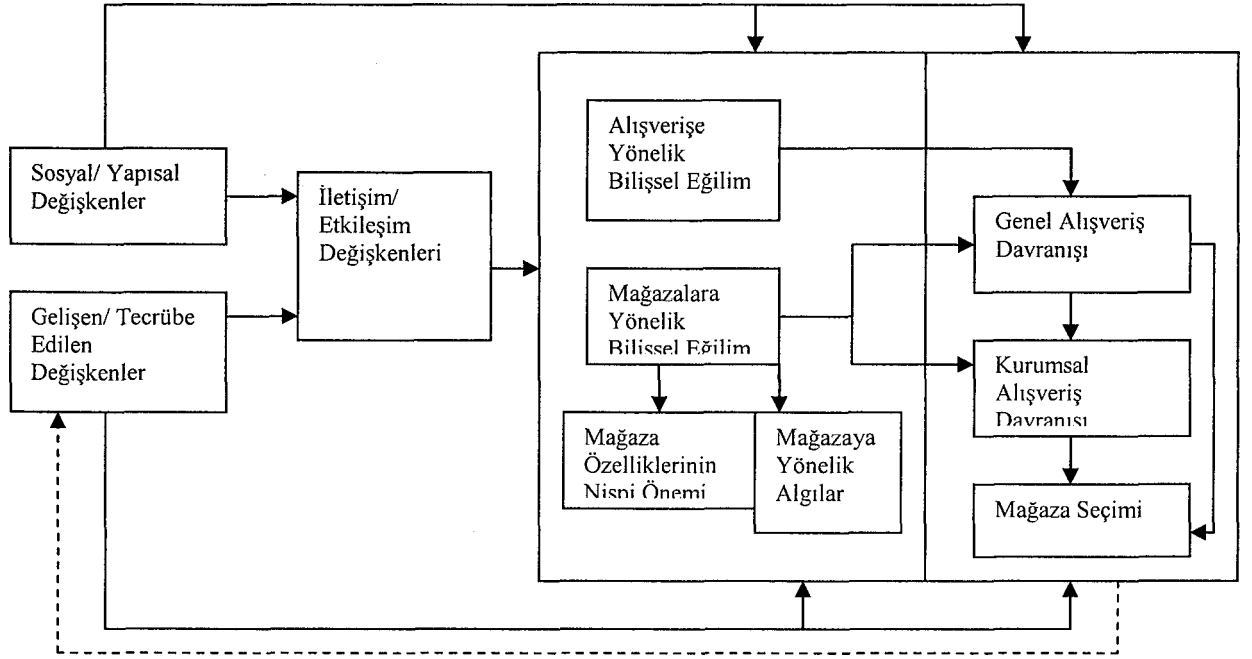 Sosyal/ Yapısal
Değişkenler
Gelişen/ Tecrübe
Edilen
Değişkenler
İletişim/
Etkileşim
Değişkenleri
Alışverişe
Yönelik
Bilişsel Eğilim
Mağazalara
Yönelik
Bilişsel Eğilim
Mağaza
Özelliklerinin
Nispi Önemi
Mağazaya
Yönelik
Algılar
Genel Alışveriş
Davranışı
Kurumsal
Alışveriş
Davranışı
Mağaza Seçimi